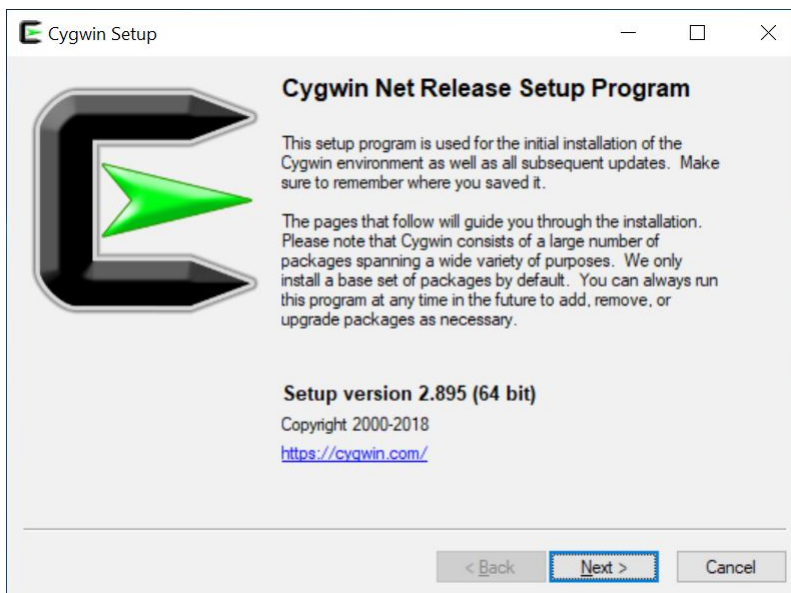 Cygwin Setup
Cygwin Net Release Setup Program
This setup program is used for the initial installation of the
Cygwin environment as well as all subsequent updates.  Make
sure to remember where you saved it.
The pages that follow will guide you through the installation.
Please note that Cygwin consists of a large number of
packages spanning a wide variety of purposes.  We only
install a base set of packages by default.  You can always run
this program at any time in the future to add, remove, or
upgrade packages as necessary.
Setup version 2.895 (64 bit)
Copyright 2000-2018
https://cygwin.com/
< Back Next > Cancel